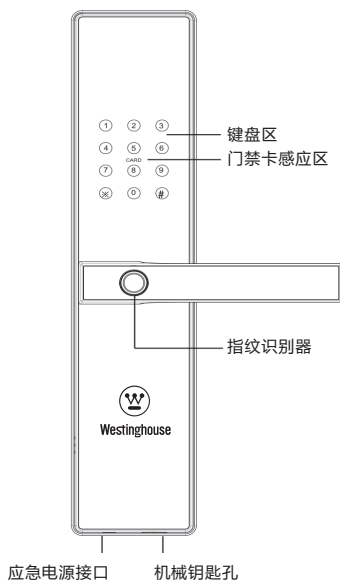 1 2 3
键盘区
4 5 6
CARD
门禁卡感应区
7 8 9
※ 0 #
指纹识别器
Westinghouse
应急电源接口 机械钥匙孔